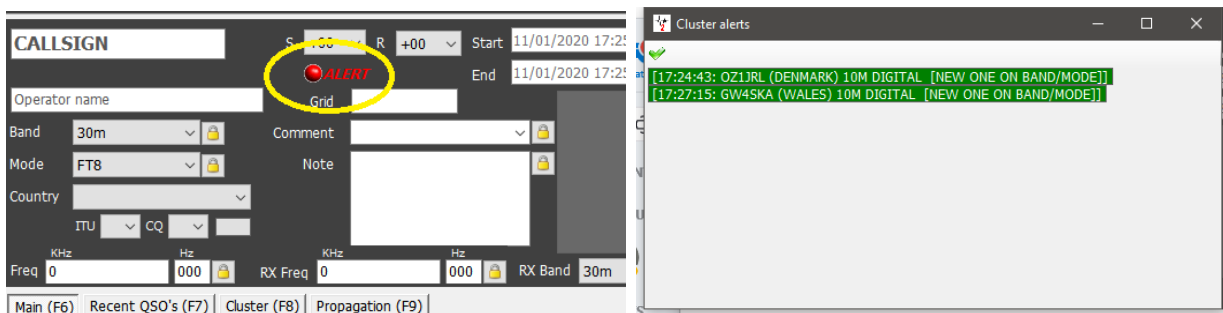 CALLSIGN
R +00 Start 11/01/2020 17:25
ALERT End 11/01/2020 17:25
Operator name Grid
Band 30m Comment
Mode FT8 Note
Country
ITU CQ
KHz Hz KHz Hz
Freq 0 000 RX Freq 0 000 RX Band 30m
Main (F6) Recent QSO's (F7) Cluster (F8) Propagation (F9)
Cluster alerts
[17:24:43: OZ1JRL (DENMARK) 10M DIGITAL [NEW ONE ON BAND/MODE]]
[17:27:15: GW4SKA (WALES) 10M DIGITAL [NEW ONE ON BAND/MODE]]